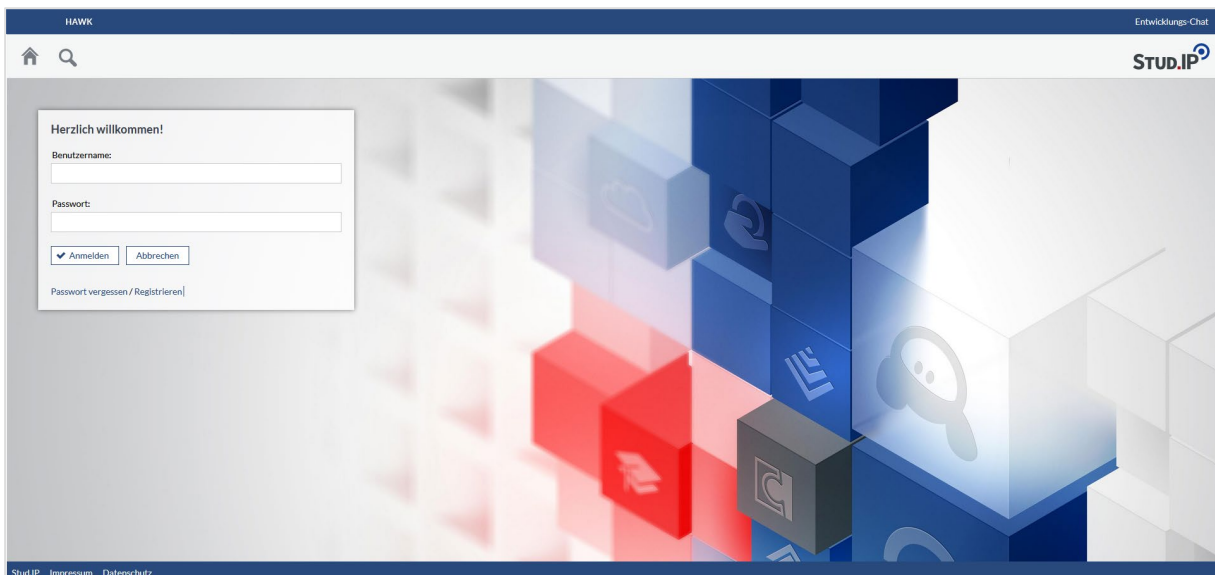 HAWK Entwicklungs-Chat
STUD.IP
Herzlich willkommen!
Benutzername:
Passwort:
Anmelden Abbrechen
Passwort vergessen / Registrieren
Stud.IP Impressum Datenschutz